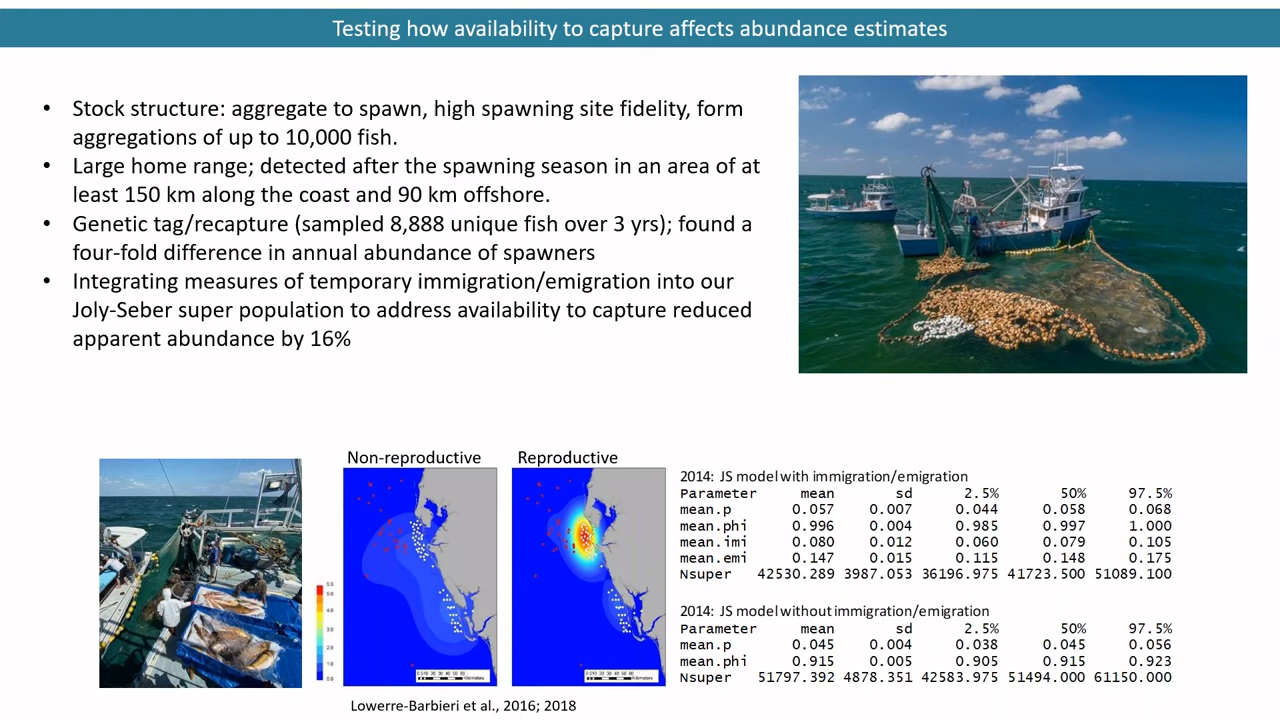 Testing how availability to capture affects abundance estimates
• Stock structure: aggregate to spawn, high spawning site fidelity, form
aggregations of up to 10,000 fish.
• Large home range; detected after the spawning season in an area of at
least 150 km along the coast and 90 km offshore.
• Genetic tag/recapture (sampled 8,888 unique fish over 3 yrs); found a
four-fold difference in annual abundance of spawners
• Integrating measures of temporary immigration/emigration into our
Joly-Seber super population to address availability to capture reduced
apparent abundance by 16%
Non-reproductive
Reproductive
2014: JS model with immigration/emigration
Parameter mean sd 2.5% 50% 97.5%
mean.p 0.057 0.007 0.044 0.058 0.068
mean.phi 0.996 0.004 0.985 0.997 1.000
mean.imi 0.080 0.012 0.060 0.079 0.105
mean.emi 0.147 0.015 0.115 0.148 0.175
Nsuper 42530.289 3987.053 36196.975 41723.500 51089.100
2014: JS model without immigration/emigration
Parameter mean sd 2.5% 50% 97.5%
mean.p 0.045 0.004 0.038 0.045 0.056
mean.phi 0.915 0.005 0.905 0.915 0.923
Nsuper 51797.392 4878.351 42583.975 51494.000 61150.000
Lowerre-Barbieri et al., 2016; 2018